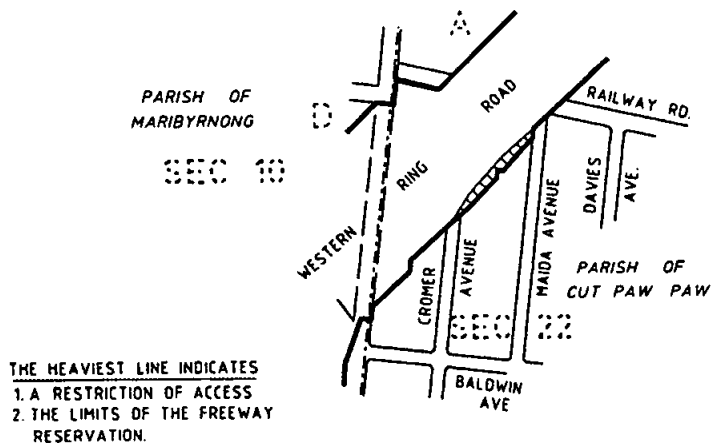 A
PARISH OF
MARIBYRNONG
D
SEC 10
WESTERN
RING
ROAD
RAILWAY RD.
DAVIES
AVE.
MAIDA AVENUE
CROMER
AVENUE
PARISH OF
CUT PAW PAW
SEC 22
BALDWIN
AVE
THE HEAVIEST LINE INDICATES
1. A RESTRICTION OF ACCESS
2. THE LIMITS OF THE FREEWAY
RESERVATION.